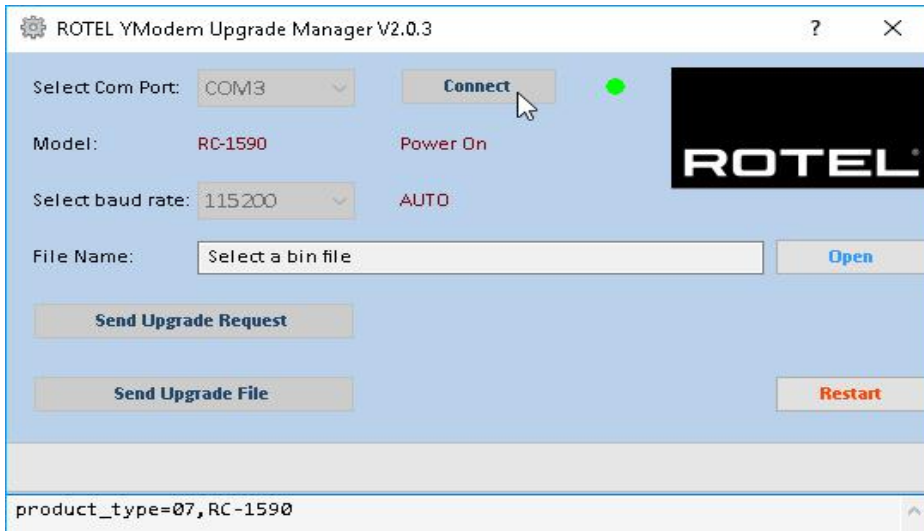 ROTEL YModem Upgrade Manager V2.0.3 ?
Select Com Port: COM3 Connect
ROTEL
Model: RC-1590 Power On
Select baud rate: 115200 AUTO
File Name: Select a bin file Open
Send Upgrade Request
Send Upgrade File Restart
product_type=07,RC-1590